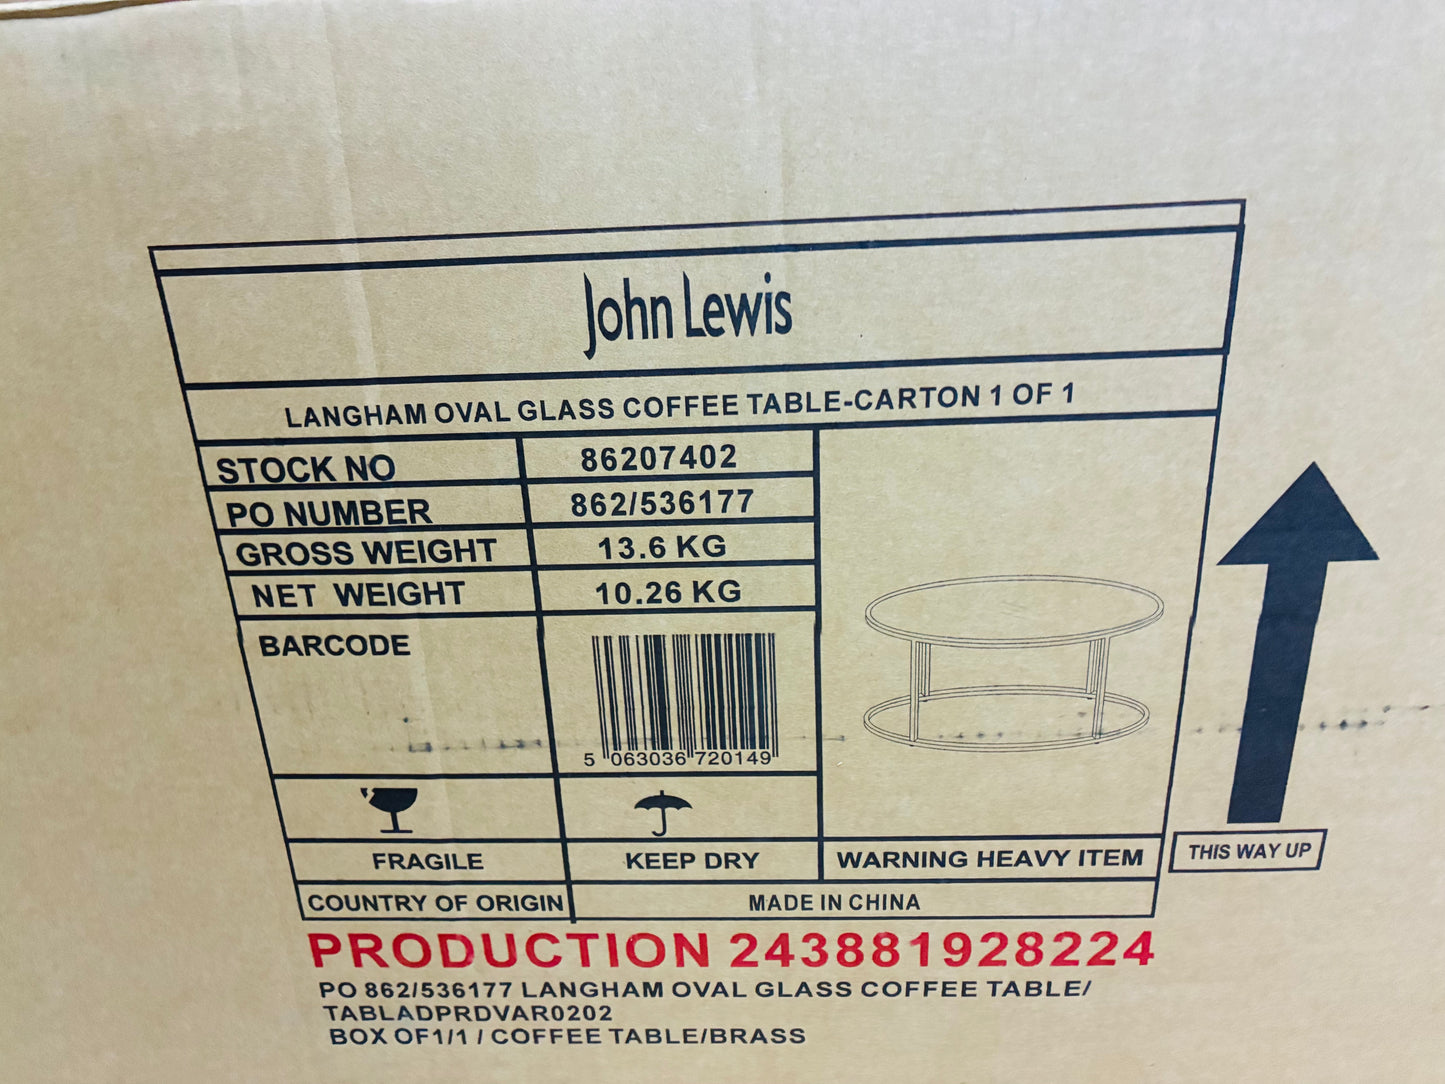 John Lewis
LANGHAM OVAL GLASS COFFEE TABLE-CARTON 1 OF 1
STOCK NO 86207402
PO NUMBER 862/536177
GROSS WEIGHT 13.6 KG
NET WEIGHT 10.26 KG
BARCODE
5 063036 720149
FRAGILE KEEP DRY WARNING HEAVY ITEM
THIS WAY UP
COUNTRY OF ORIGIN MADE IN CHINA
PRODUCTION 243881928224
PO 862/536177 LANGHAM OVAL GLASS COFFEE TABLE/
TABLADPRDVAR0202
BOX OF1/1 / COFFEE TABLE/BRASS